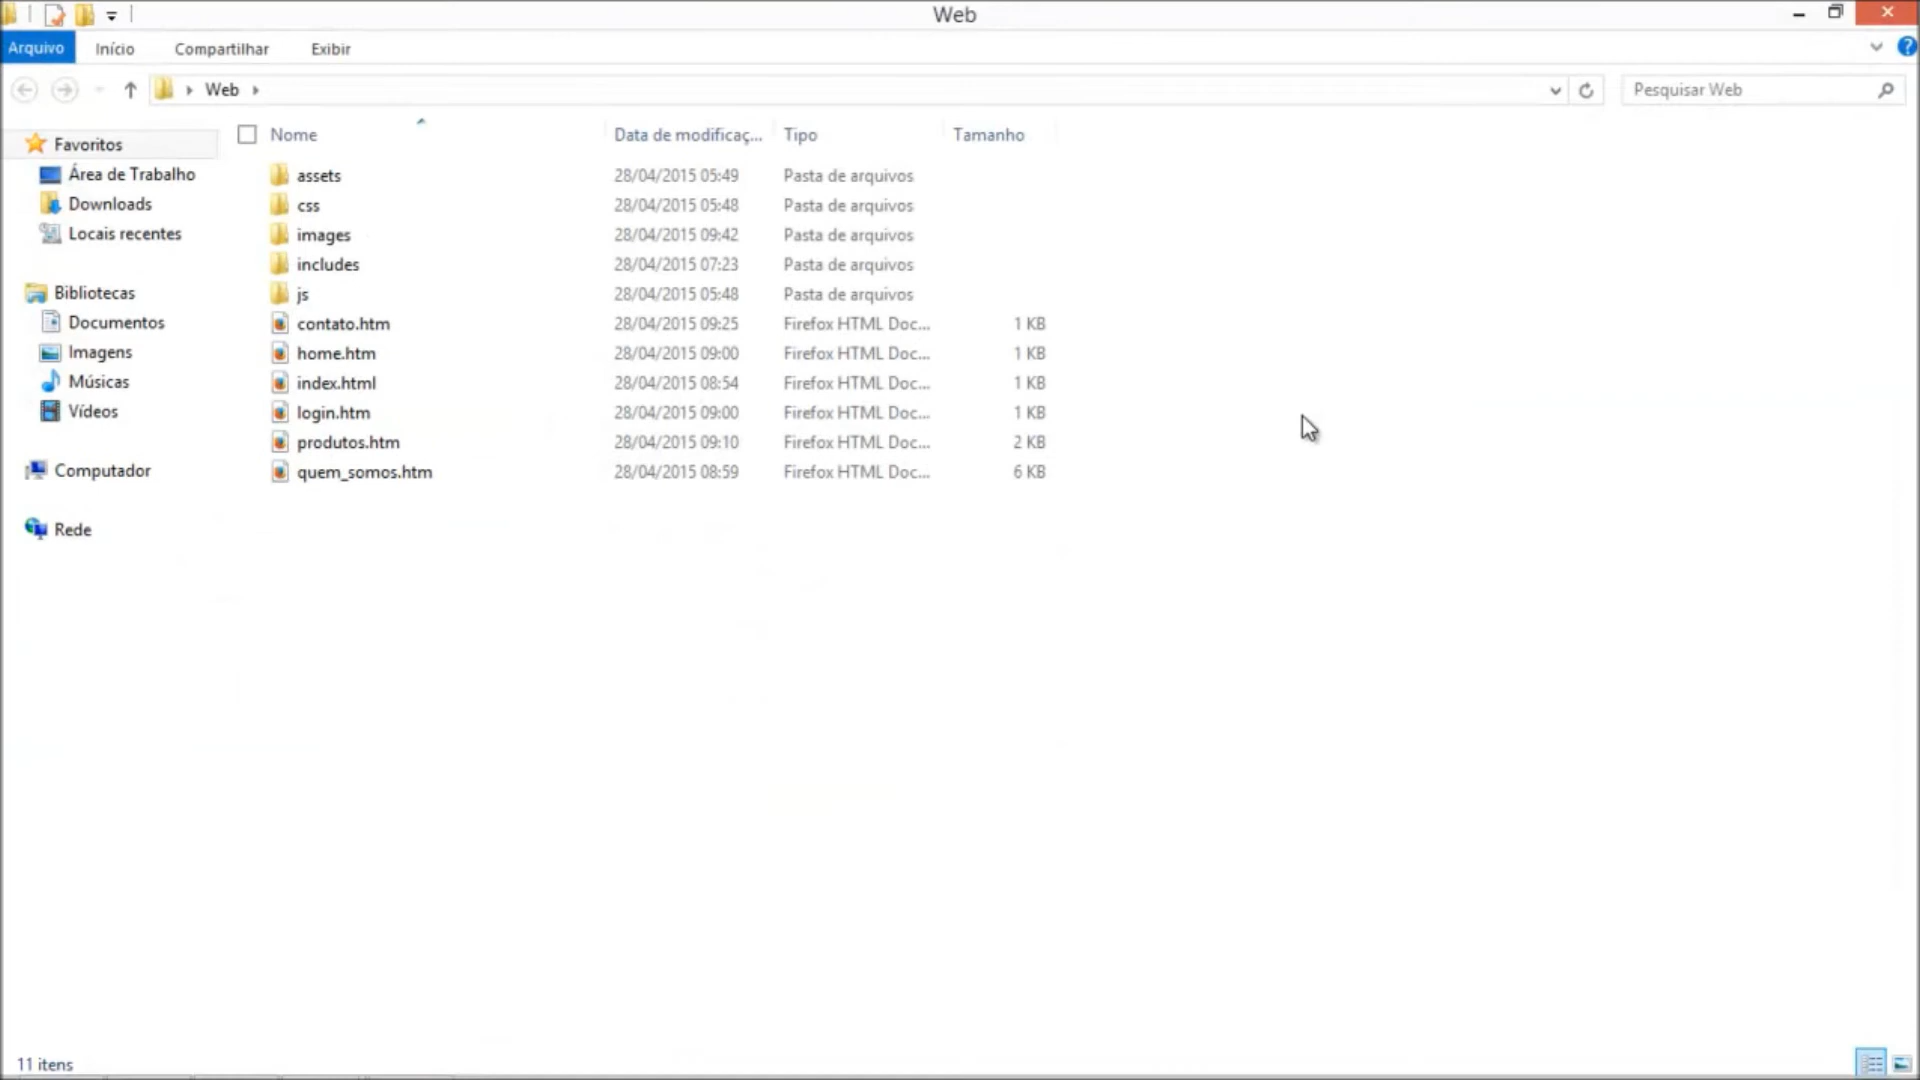 Web
Arquivo Início Compartilhar Exibir
Web
Pesquisar Web
Favoritos
Área de Trabalho
Downloads
Locais recentes
Bibliotecas
Documentos
Imagens
Músicas
Vídeos
Computador
Rede
Nome Data de modificaç... Tipo Tamanho
assets 28/04/2015 05:49 Pasta de arquivos
css 28/04/2015 05:48 Pasta de arquivos
images 28/04/2015 09:42 Pasta de arquivos
includes 28/04/2015 07:23 Pasta de arquivos
js 28/04/2015 05:48 Pasta de arquivos
contato.htm 28/04/2015 09:25 Firefox HTML Doc... 1 KB
home.htm 28/04/2015 09:00 Firefox HTML Doc... 1 KB
index.html 28/04/2015 08:54 Firefox HTML Doc... 1 KB
login.htm 28/04/2015 09:00 Firefox HTML Doc... 1 KB
produtos.htm 28/04/2015 09:10 Firefox HTML Doc... 2 KB
quem_somos.htm 28/04/2015 08:59 Firefox HTML Doc... 6 KB
11 itens